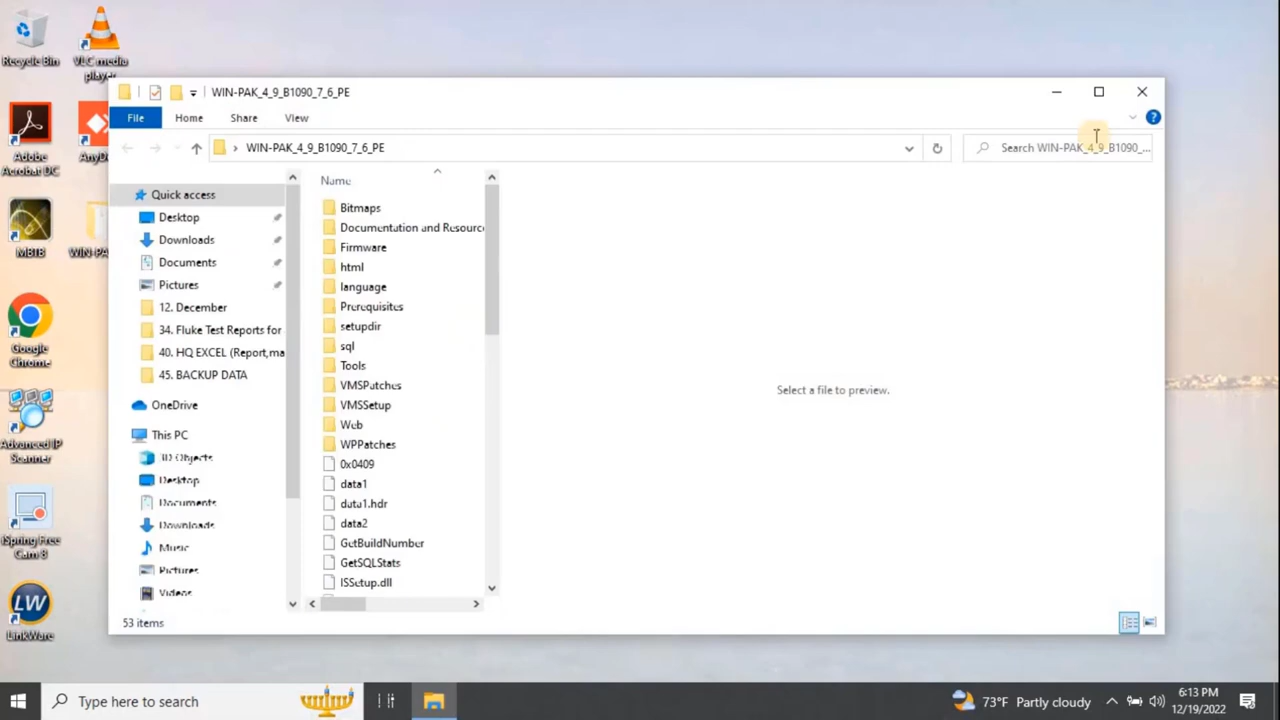 Recycle Bin
VLC media player
WIN-PAK_4_9_B1090_7_6_PE
File Home Share View
WIN-PAK_4_9_B1090_7_6_PE
Search WIN-PAK_4_9_B1090_...
Adobe Acrobat DC
AnyD
MBTB
WIN-PA
Google Chrome
Advanced IP Scanner
iSpring Free Cam 8
LinkWare
Quick access
Desktop
Downloads
Documents
Pictures
12. December
34. Fluke Test Reports for
40. HQ EXCEL (Report,ma
45. BACKUP DATA
OneDrive
This PC
3D Objects
Desktop
Documents
Downloads
Music
Pictures
Videos
Name
Bitmaps
Documentation and Resourc
Firmware
html
language
Prerequisites
setupdir
sql
Tools
VMSPatches
VMSSetup
Web
WPPatches
0x0409
data1
data1.hdr
data2
GetBuildNumber
GetSQLStats
ISSetup.dll
Select a file to preview.
53 items
Type here to search
73°F Partly cloudy
6:13 PM
12/19/2022